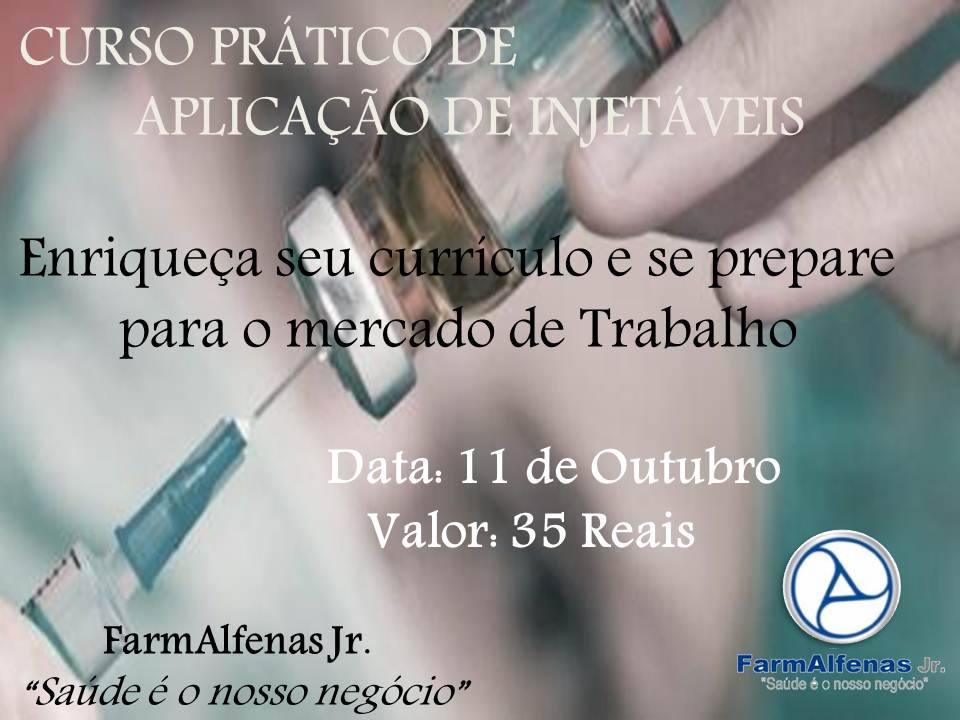 CURSO PRÁTICO DE
APLICAÇÃO DE INJETÁVEIS
Enriqueça seu currículo e se prepare
para o mercado de Trabalho
Data: 11 de Outubro
Valor: 35 Reais
FarmAlfenas Jr.
“Saúde é o nosso negócio”
FarmAlfenas Jr.
"Saúde é o nosso negócio"